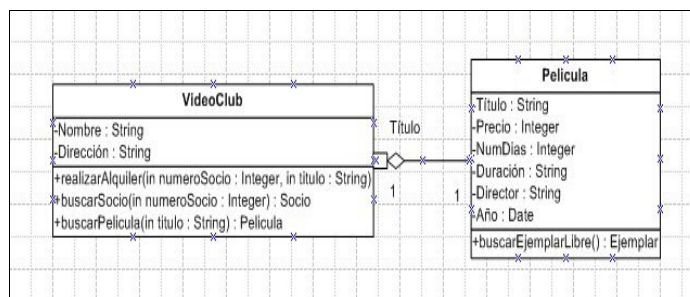 VideoClub
-Nombre : String
-Dirección : String
+realizarAlquiler(in numeroSocio : Integer, in titulo : String)
+buscarSocio(in numeroSocio : Integer) : Socio
+buscarPelicula(in titulo : String) : Pelicula
Título
1
1
Pelicula
-Título : String
-Precio : Integer
-NumDias : Integer
-Duración : String
-Director : String
-Año : Date
+buscarEjemplarLibre() : Ejemplar